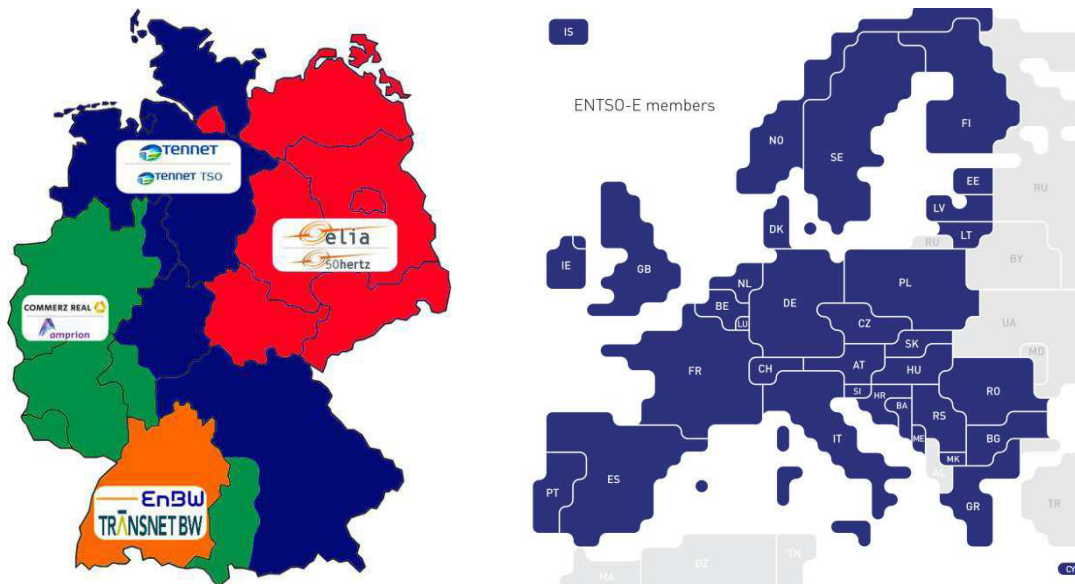 TENNET
TENNET TSO
elia
50hertz
COMMERZ REAL
amprion
EnBW
TRANSNET BW
IS
ENTSO-E members
NO
SE
FI
EE
LV
LT
RU
RU
BY
DK
IE
GB
NL
BE
LU
DE
PL
CZ
UA
SK
MD
FR
CH
AT
HU
SI
HR
RO
BA
RS
IT
ME
BG
MK
AL
PT
ES
GR
TR
MA
DZ
TN
CY